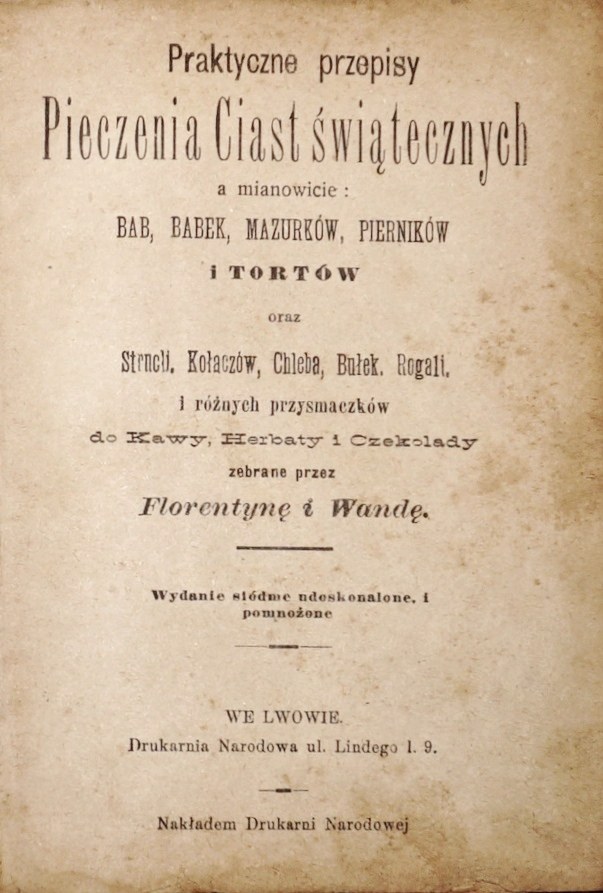 Praktyczne przepisy
Pieczenia Ciast świątecznych
a mianowicie:
BAB, BABEK, MAZURKÓW, PIERNIKÓW
i TORTÓW
oraz
Strucli, Kołaczów, Chleba, Bułek, Rogali,
i różnych przysmaczków
do Kawy, Herbaty i Czekolady
zebrane przez
Florentynę i Wandę.
Wydanie siódme udoskonalone, i
pomnożone
WE LWOWIE.
Drukarnia Narodowa ul. Lindego l. 9.
Nakładem Drukarni Narodowej